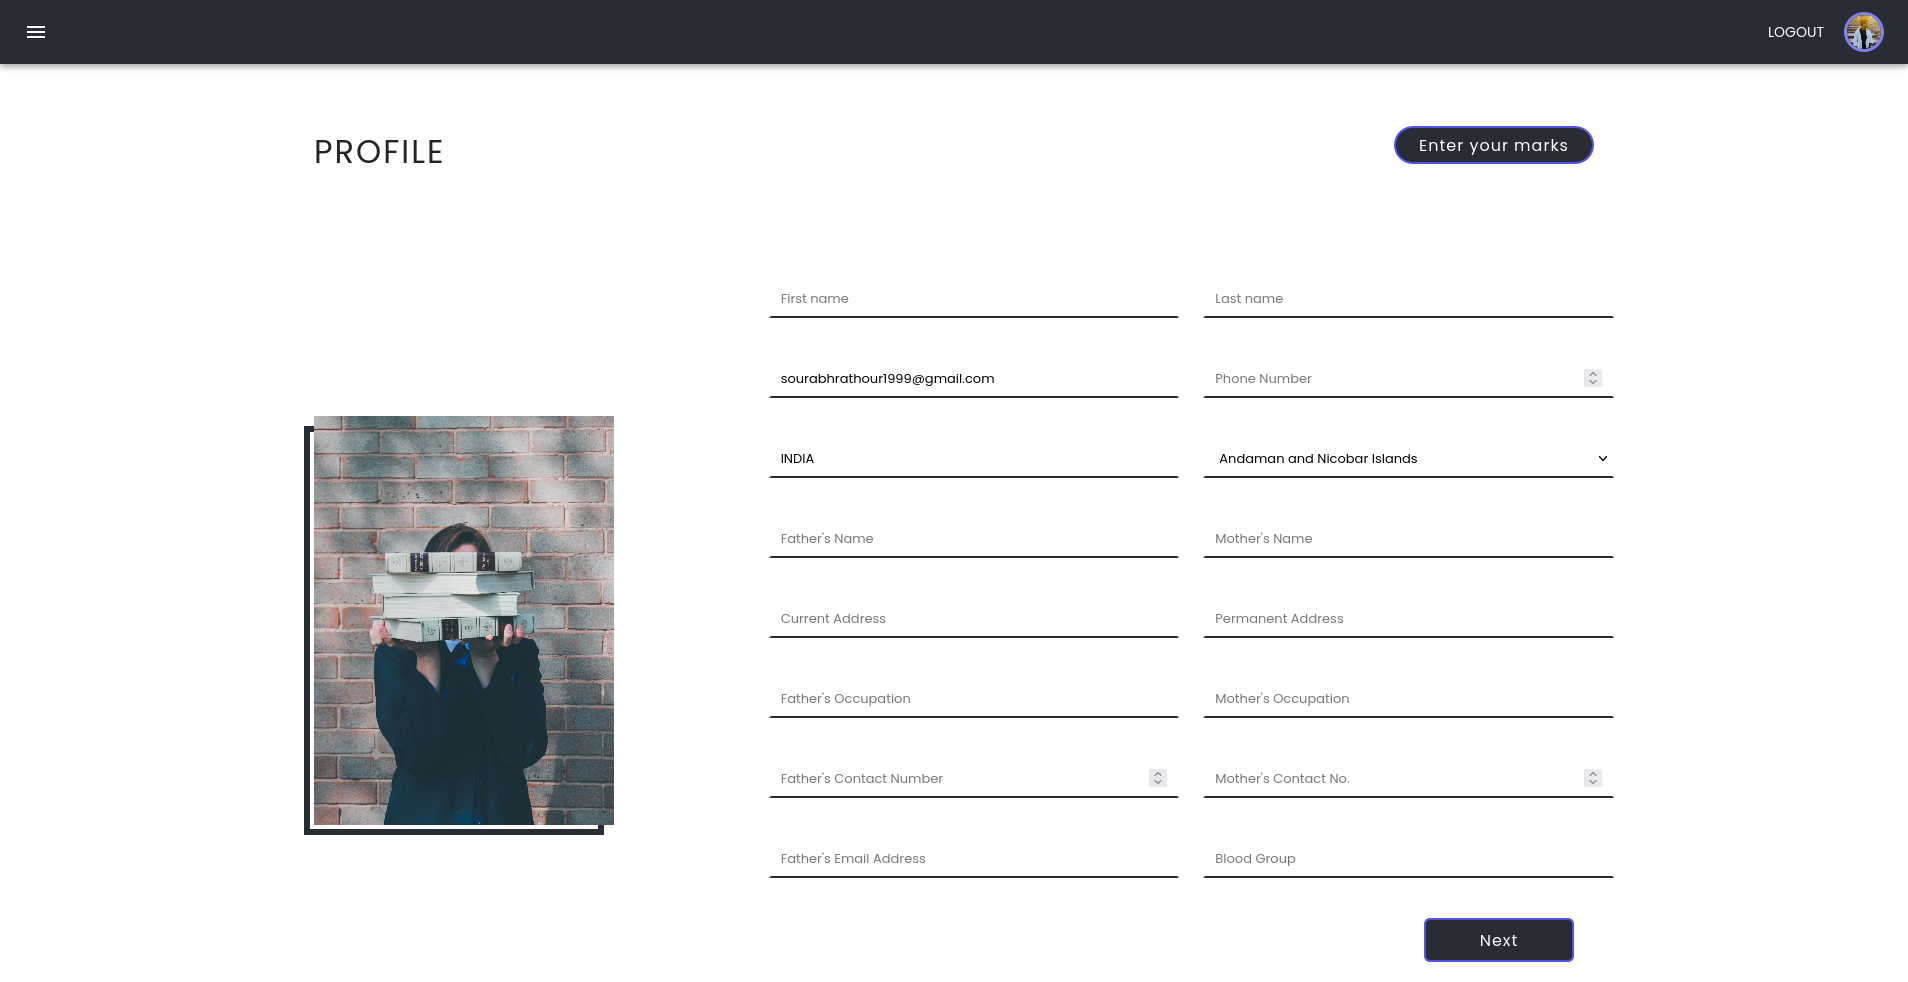 LOGOUT
PROFILE
Enter your marks
First name
Last name
sourabhrathour1999@gmail.com
Phone Number
INDIA
Andaman and Nicobar Islands
Father's Name
Mother's Name
Current Address
Permanent Address
Father's Occupation
Mother's Occupation
Father's Contact Number
Mother's Contact No.
Father's Email Address
Blood Group
Next